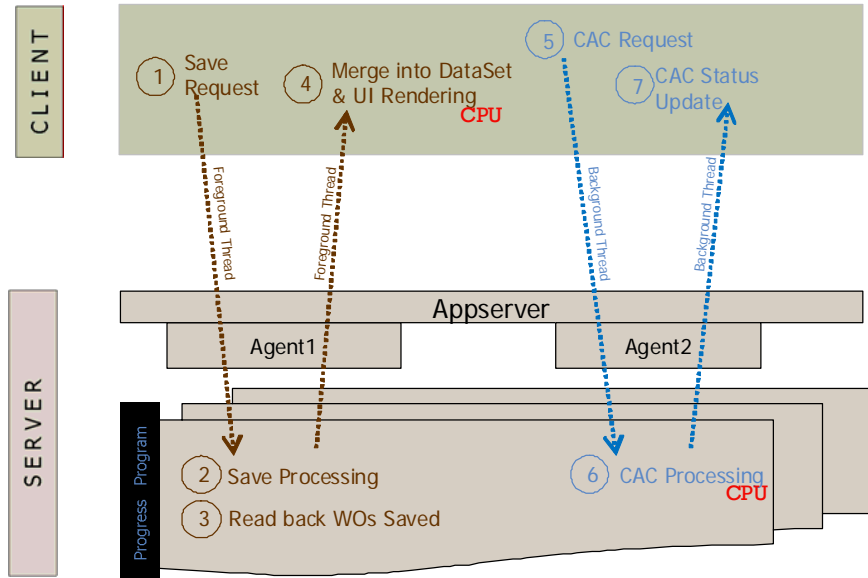 CLIENT
1 Save
Request
4 Merge into DataSet
& UI Rendering
CPU
5 CAC Request
7 CAC Status
Update
Foreground Thread
Foreground Thread
Background Thread
Background Thread
SERVER
Appserver
Agent1
Agent2
Progress Program
2 Save Processing
3 Read back WOs Saved
6 CAC Processing
CPU